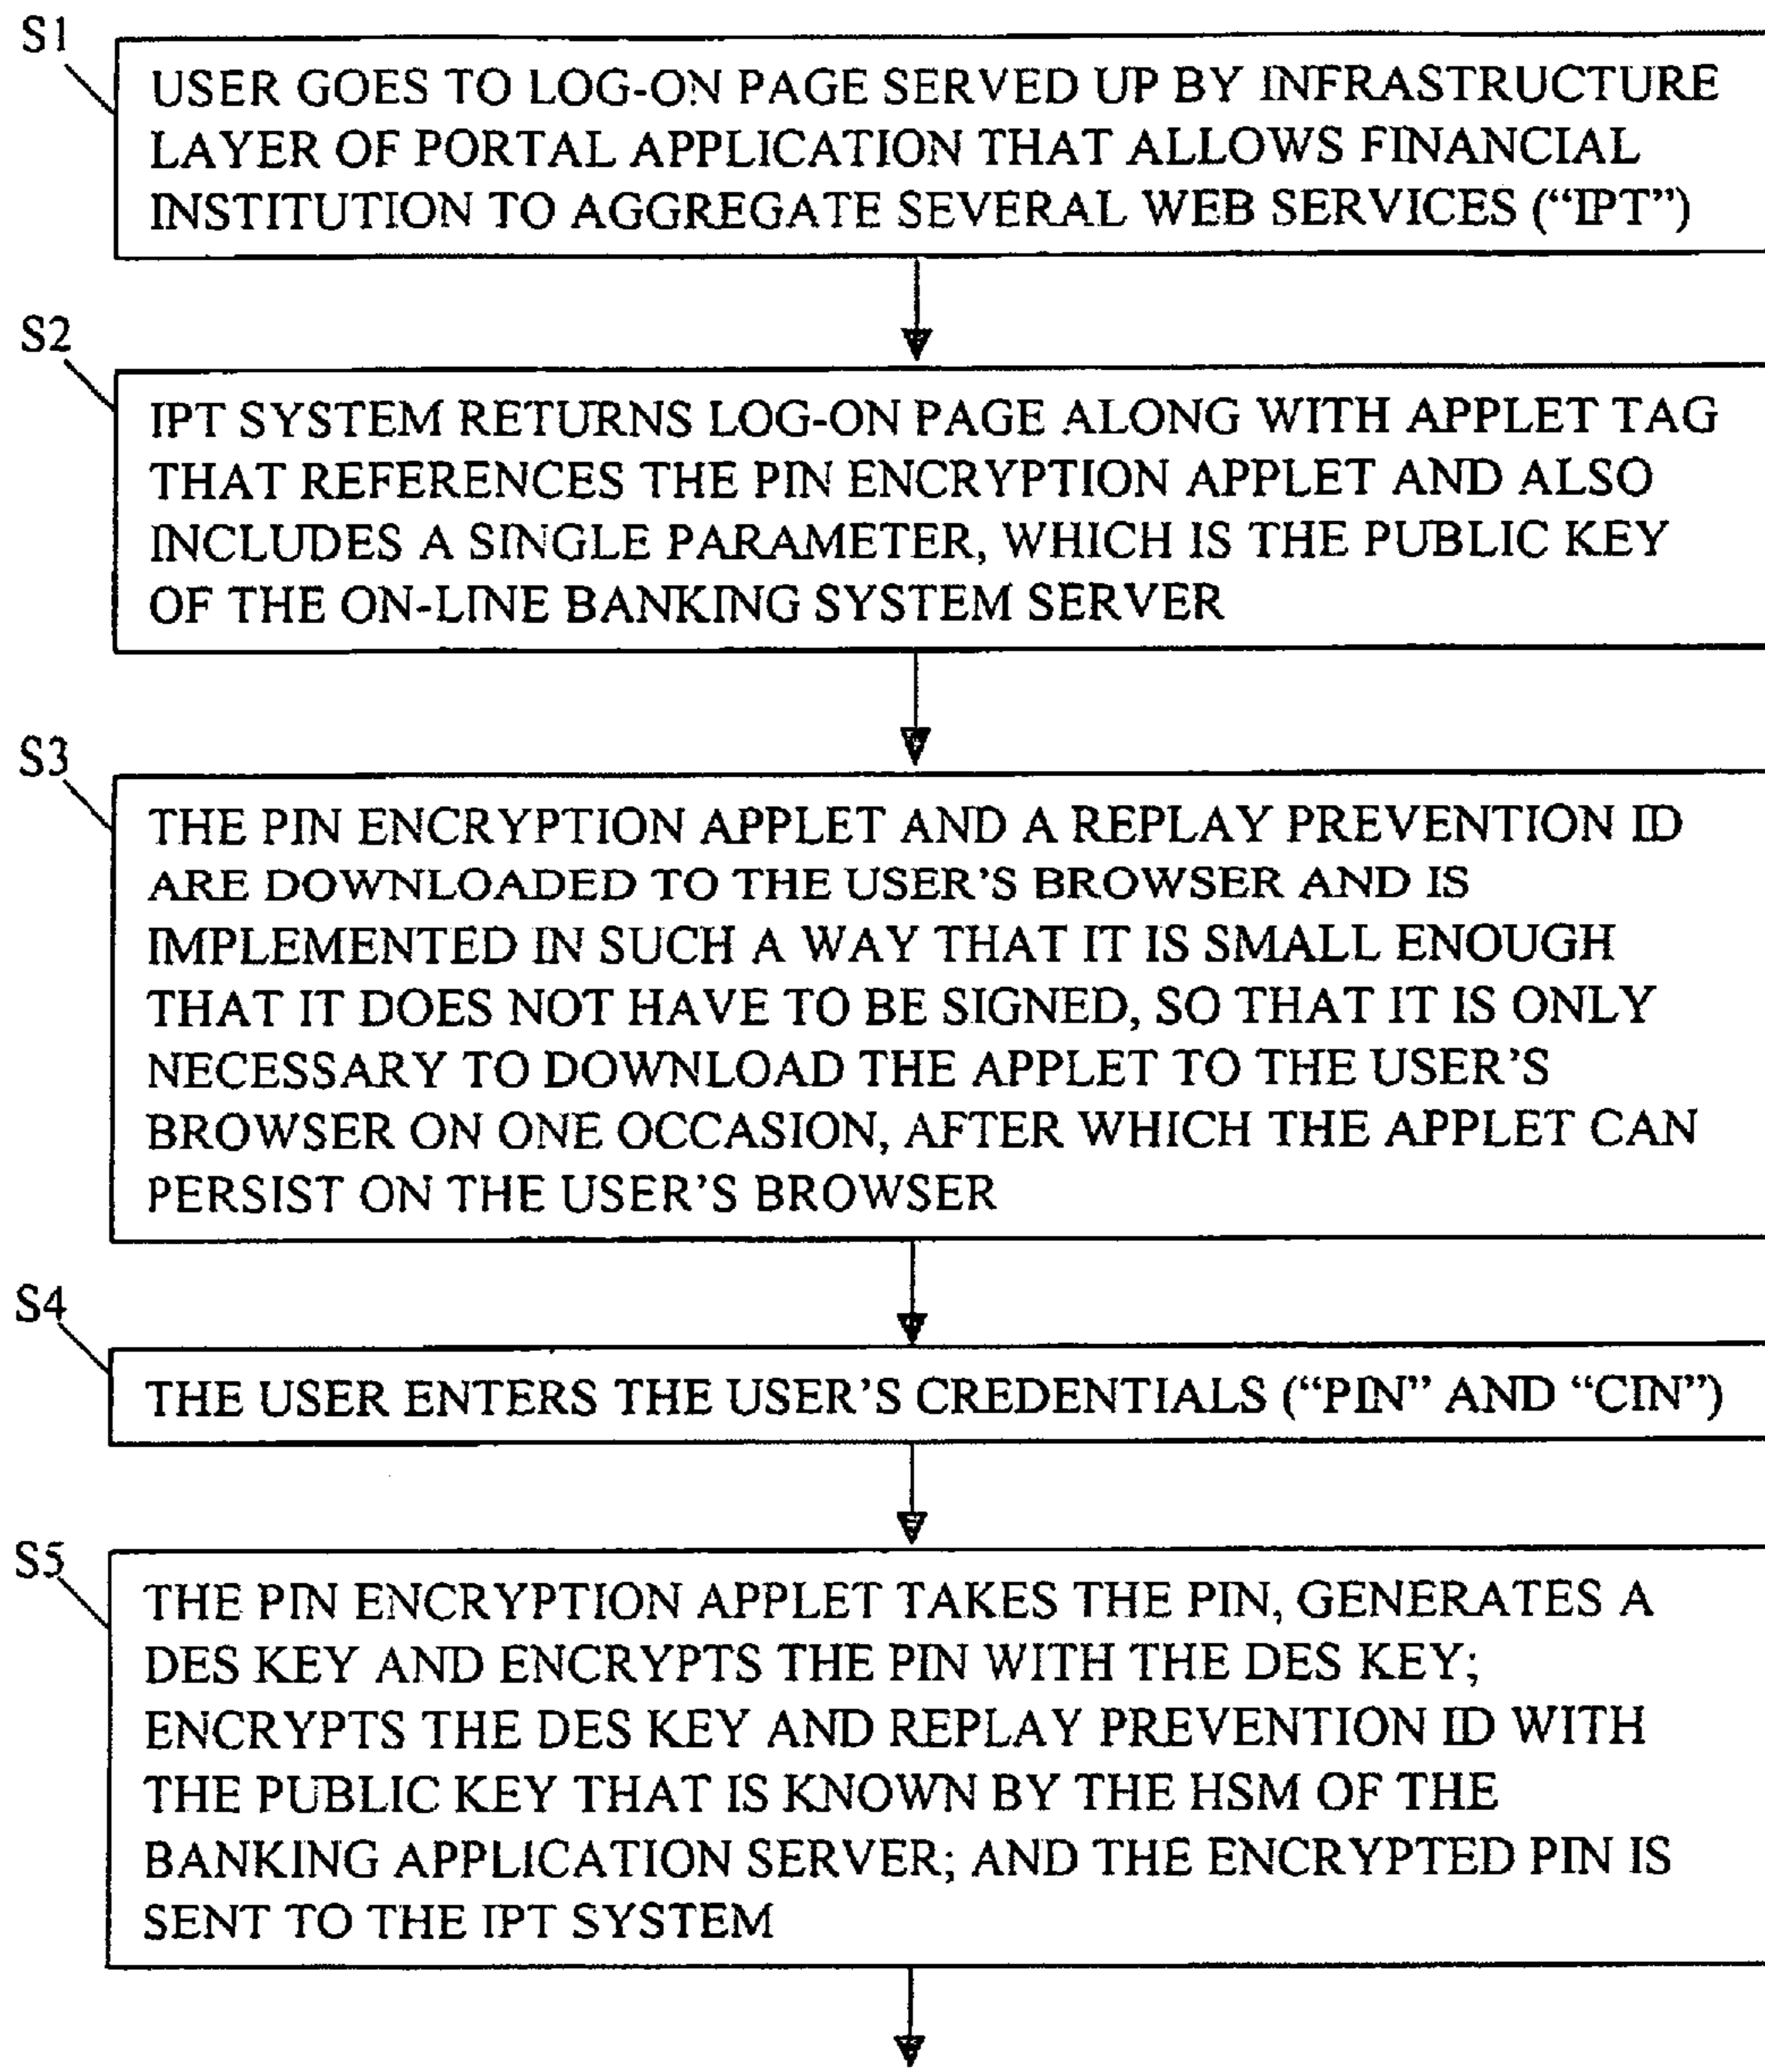 S1
USER GOES TO LOG-ON PAGE SERVED UP BY INFRASTRUCTURE
LAYER OF PORTAL APPLICATION THAT ALLOWS FINANCIAL
INSTITUTION TO AGGREGATE SEVERAL WEB SERVICES (“IPT”)
S2
IPT SYSTEM RETURNS LOG-ON PAGE ALONG WITH APPLET TAG
THAT REFERENCES THE PIN ENCRYPTION APPLET AND ALSO
INCLUDES A SINGLE PARAMETER, WHICH IS THE PUBLIC KEY
OF THE ON-LINE BANKING SYSTEM SERVER
S3
THE PIN ENCRYPTION APPLET AND A REPLAY PREVENTION ID
ARE DOWNLOADED TO THE USER’S BROWSER AND IS
IMPLEMENTED IN SUCH A WAY THAT IT IS SMALL ENOUGH
THAT IT DOES NOT HAVE TO BE SIGNED, SO THAT IT IS ONLY
NECESSARY TO DOWNLOAD THE APPLET TO THE USER’S
BROWSER ON ONE OCCASION, AFTER WHICH THE APPLET CAN
PERSIST ON THE USER’S BROWSER
S4
THE USER ENTERS THE USER’S CREDENTIALS (“PIN” AND “CIN”)
S5
THE PIN ENCRYPTION APPLET TAKES THE PIN, GENERATES A
DES KEY AND ENCRYPTS THE PIN WITH THE DES KEY;
ENCRYPTS THE DES KEY AND REPLAY PREVENTION ID WITH
THE PUBLIC KEY THAT IS KNOWN BY THE HSM OF THE
BANKING APPLICATION SERVER; AND THE ENCRYPTED PIN IS
SENT TO THE IPT SYSTEM